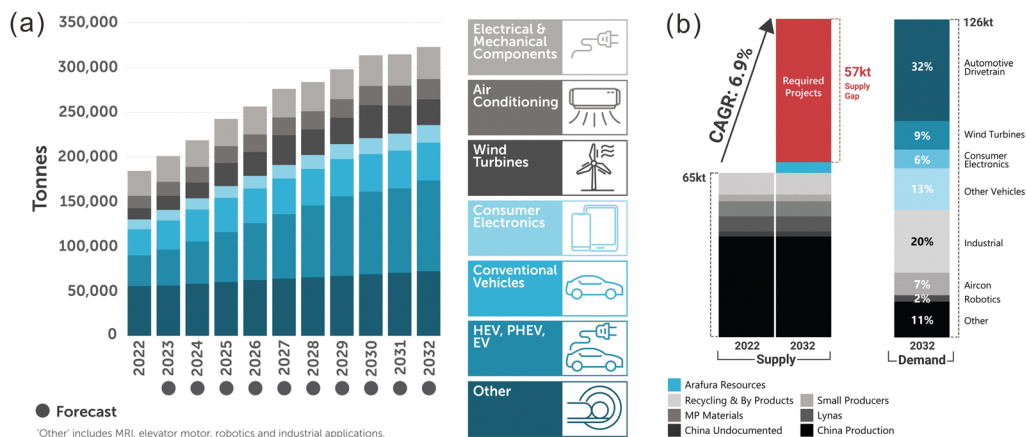 (a)
350,000
300,000
250,000
200,000
150,000
100,000
50,000
0
Tonnes
2022
2023
2024
2025
2026
2027
2028
2029
2030
2031
2032
Forecast
'Other' includes MRI, elevator motor, robotics and industrial applications.
Electrical &
Mechanical
Components
Air
Conditioning
Wind
Turbines
Consumer
Electronics
Conventional
Vehicles
HEV, PHEV,
EV
Other
(b)
CAGR: 6.9%
65kt
Required
Projects
57kt
Supply
Gap
2022
2032
Supply
126kt
32%
Automotive
Drivetrain
9%
Wind Turbines
6%
Consumer
Electronics
13%
Other Vehicles
20%
Industrial
7%
Aircon
2%
Robotics
11%
Other
2032
Demand
Arafura Resources
Recycling & By Products
Small Producers
MP Materials
Lynas
China Undocumented
China Production